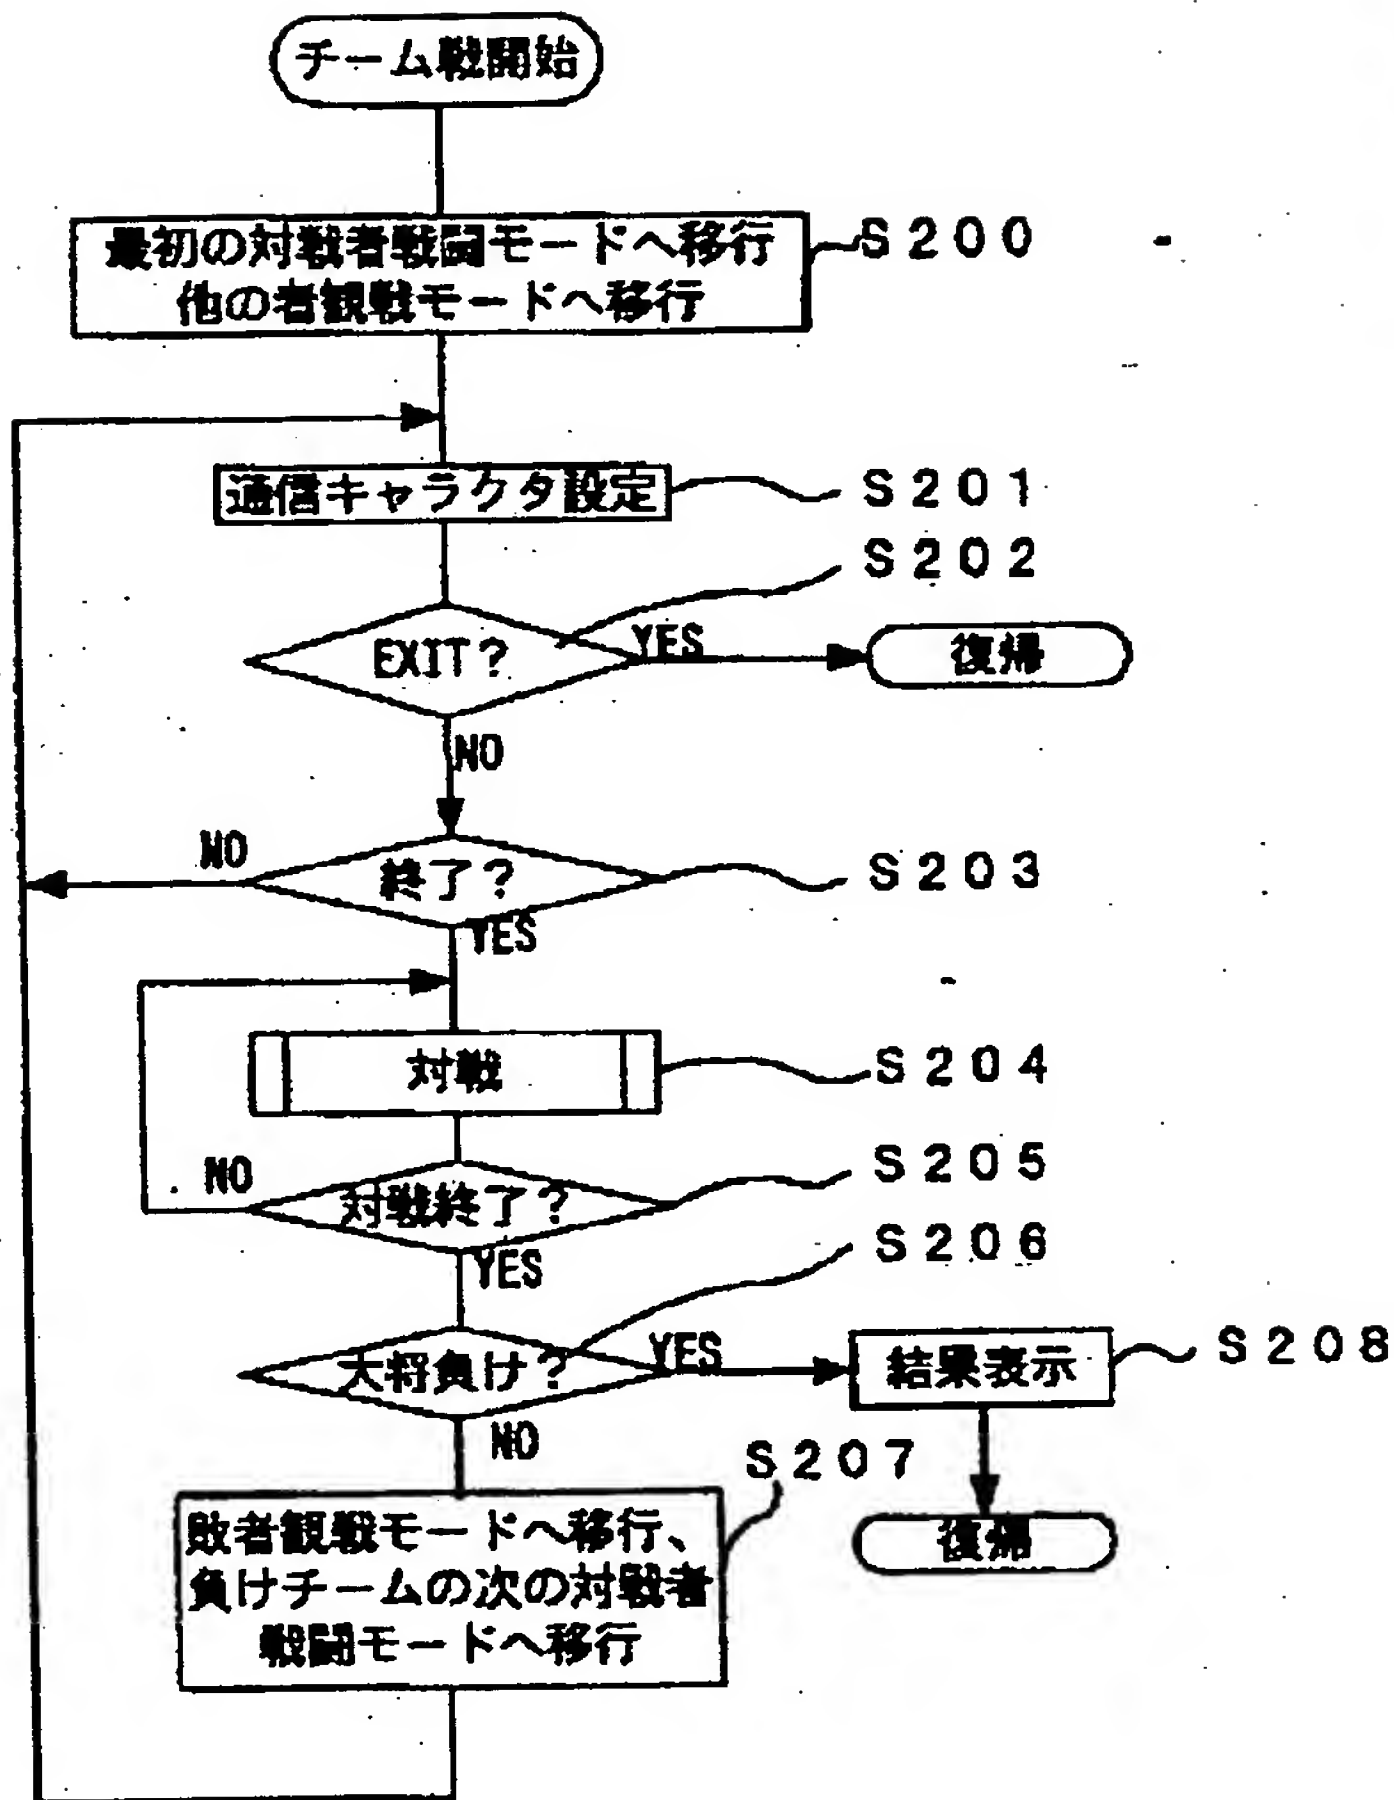 チーム戦開始
最初の対戦者戦闘モードへ移行
他の者観戦モードへ移行
S200
通信キャラクタ設定
S201
S202
EXIT?
YES
復帰
NO
NO
終了?
S203
YES
対戦
S204
NO
対戦終了?
S205
YES
S206
大将負け?
YES
結果表示
S208
NO
S207
敗者観戦モードへ移行、
負けチームの次の対戦者
戦闘モードへ移行
復帰